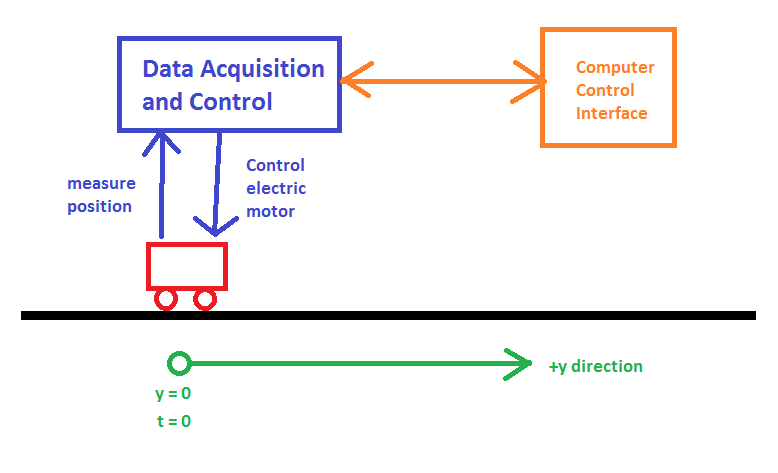 Data Acquisition
and Control
Computer
Control
Interface
measure
position
Control
electric
motor
+y direction
y = 0
t = 0